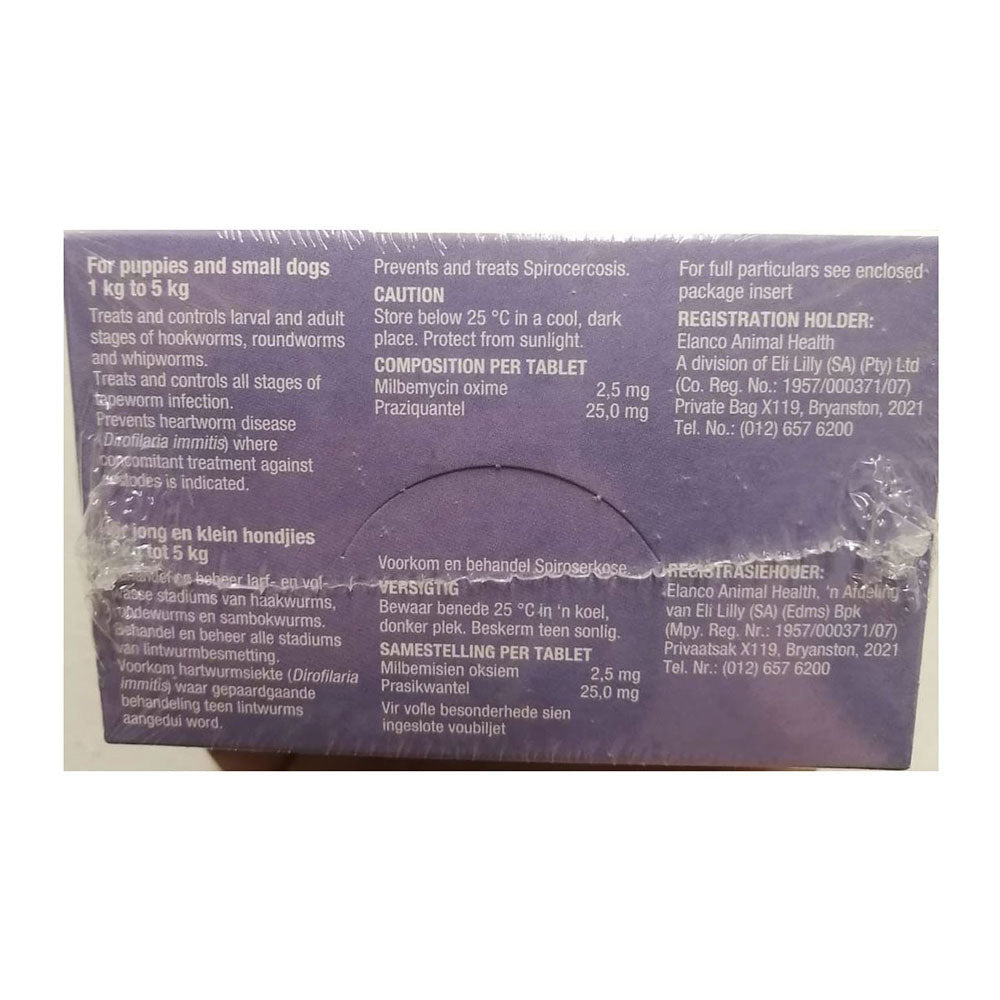 For puppies and small dogs
1 kg to 5 kg
Treats and controls larval and adult
stages of hookworms, roundworms
and whipworms.
Treats and controls all stages of
tapeworm infection.
Prevents heartworm disease
(Dirofilaria immitis) where
concomitant treatment against
is indicated.
Prevents and treats Spirocercosis.
CAUTION
Store below 25 °C in a cool, dark
place. Protect from sunlight.
COMPOSITION PER TABLET
Milbemycin oxime 2,5 mg
Praziquantel 25,0 mg
For full particulars see enclosed
package insert
REGISTRATION HOLDER:
Elanco Animal Health
A division of Eli Lilly (SA) (Pty) Ltd
(Co. Reg. No.: 1957/000371/07)
Private Bag X119, Bryanston, 2021
Tel. No.: (012) 657 6200
jong en klein hondjies
tot 5 kg
en beheer larf- en vol-
stadiums van haakwurms,
en sambokwurms.
Behandel en beheer alle stadiums
van lintwurmbesmetting.
Voorkom hartwurmsiekte (Dirofilaria
immitis) waar gepaardgaande
behandeling teen lintwurms
aangedui word.
Voorkom en behandel Spiroserkose.
VERSIGTIG
Bewaar benede 25 °C in 'n koel,
donker plek. Beskerm teen sonlig.
SAMESTELLING PER TABLET
Milbemisien oksiem 2,5 mg
Prasikwantel 25,0 mg
Vir volle besonderhede sien
ingeslote voubiljet
REGISTRASIEHOUER:
Elanco Animal Health, 'n Afdeling
van Eli Lilly (SA) (Edms) Bpk
(Mpy. Reg. Nr.: 1957/000371/07)
Privaatsak X119, Bryanston, 2021
Tel. Nr.: (012) 657 6200